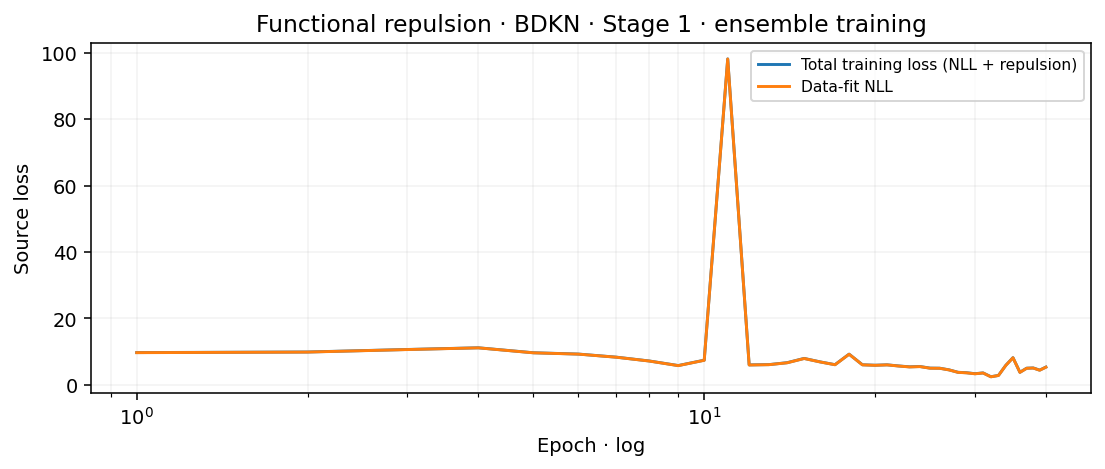 Functional repulsion · BDKN · Stage 1 · ensemble training
100
80
60
40
20
0
Source loss
Total training loss (NLL + repulsion)
Data-fit NLL
10⁰
10¹
Epoch · log